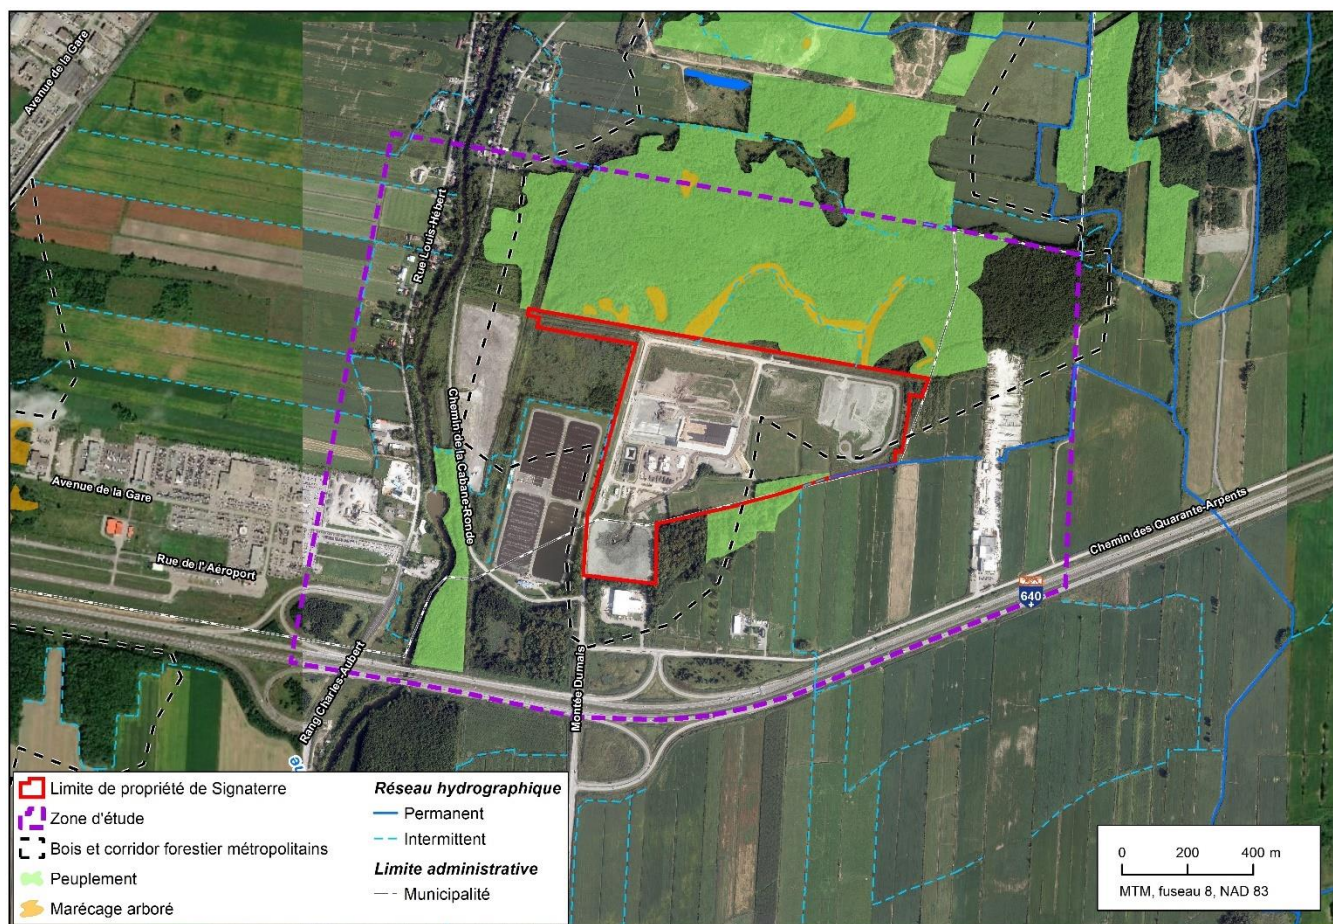 Avenue de la Gare
Rue Louis-Hébert
Chemin de la Cabane-Ronde
Avenue de la Gare
Rue de l'Aéroport
Rang Charles-Aubert
Montée Dumais
Chemin des Quarante-Arpents
640
Limite de propriété de Signaterre
Zone d'étude
Bois et corridor forestier métropolitains
Peuplement
Marécage arboré
Réseau hydrographique
Permanent
Intermittent
Limite administrative
Municipalité
0 200 400 m
MTM, fuseau 8, NAD 83